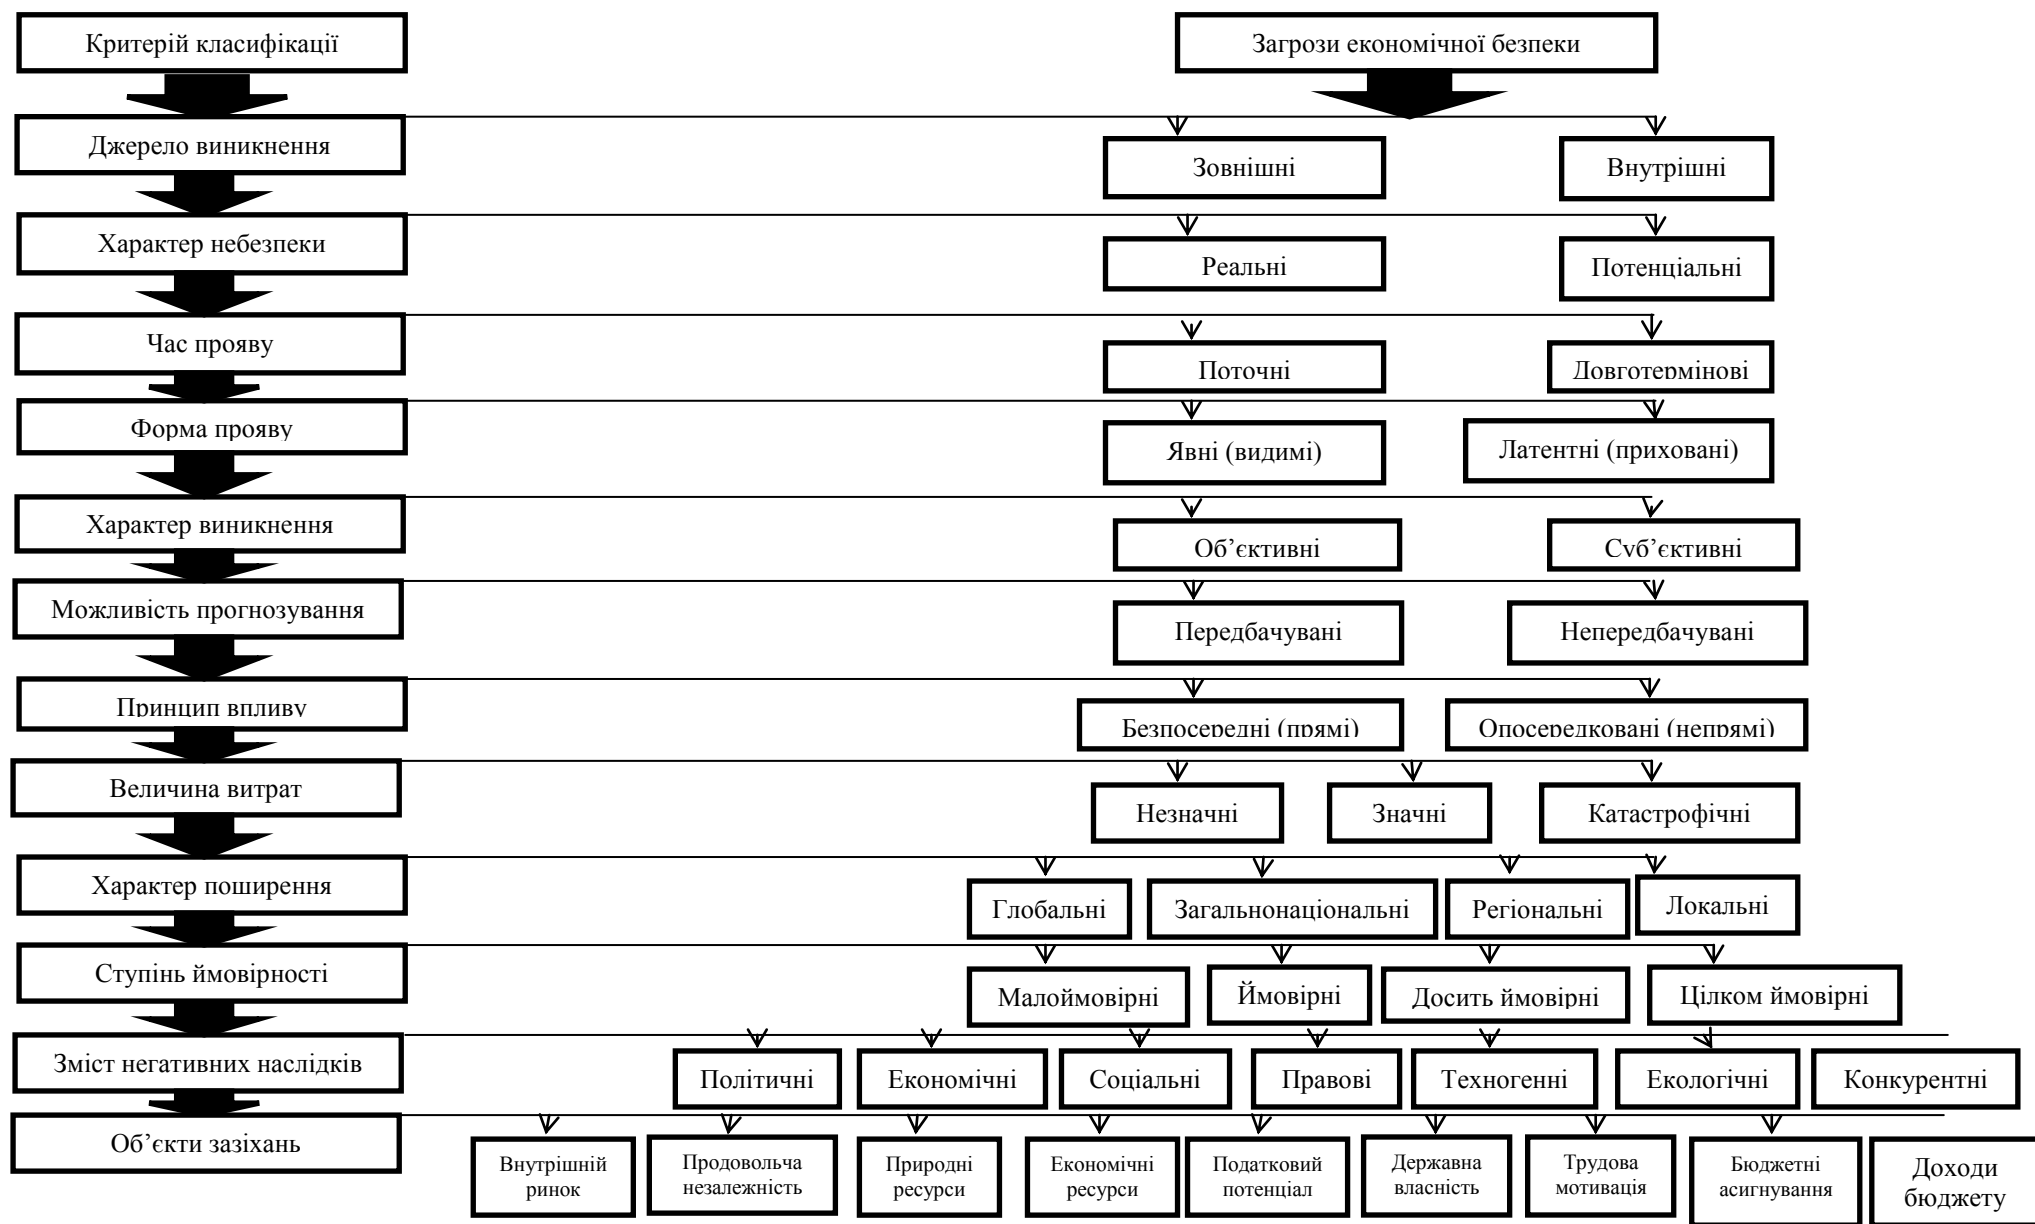 Критерій класифікації
Загрози економічної безпеки
Джерело виникнення
Зовнішні
Внутрішні
Характер небезпеки
Реальні
Потенціальні
Час прояву
Поточні
Довготермінові
Форма прояву
Явні (видимі)
Латентні (приховані)
Характер виникнення
Об’єктивні
Суб’єктивні
Можливість прогнозування
Передбачувані
Непередбачувані
Принцип впливу
Безпосередні (прямі)
Опосередковані (непрямі)
Величина витрат
Незначні
Значні
Катастрофічні
Характер поширення
Глобальні
Загальнонаціональні
Регіональні
Локальні
Ступінь ймовірності
Малоймовірні
Ймовірні
Досить ймовірні
Цілком ймовірні
Зміст негативних наслідків
Політичні
Економічні
Соціальні
Правові
Техногенні
Екологічні
Конкурентні
Об’єкти зазіхань
Внутрішній
ринок
Продовольча
незалежність
Природні
ресурси
Економічні
ресурси
Податковий
потенціал
Державна
власність
Трудова
мотивація
Бюджетні
асигнування
Доходи
бюджету